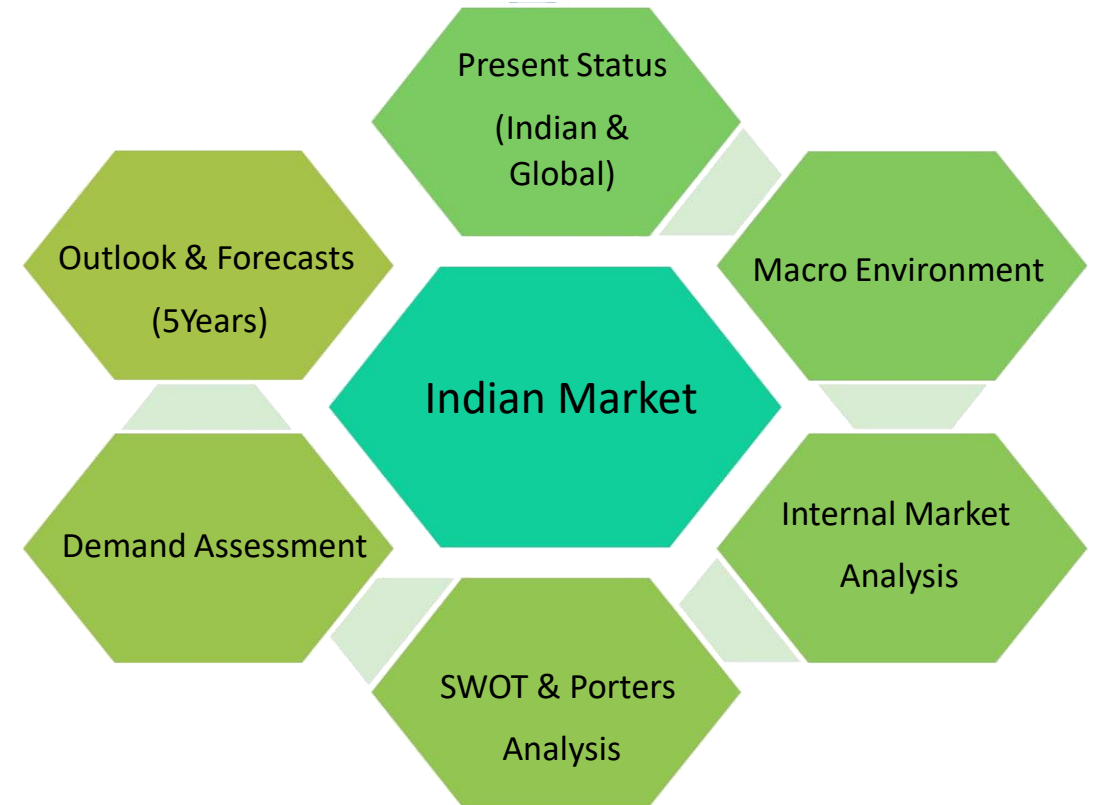 Present Status
(Indian &
Global)
Macro Environment
Internal Market
Analysis
SWOT & Porters
Analysis
Demand Assessment
Outlook & Forecasts
(5Years)
Indian Market